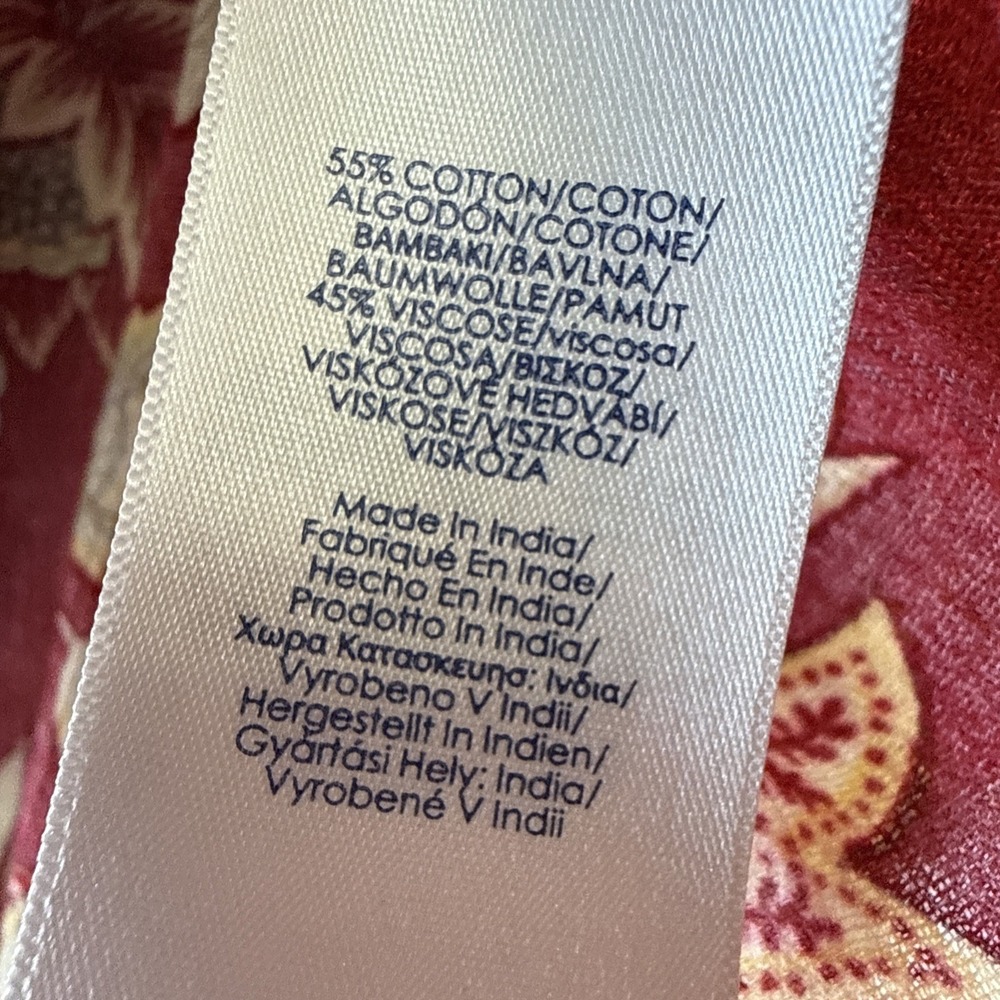 55% COTTON/COTON/
ALGODÓN/COTONE/
BAMBAKI/BAVLNA/
BAUMWOLLE/PAMUT
45% VISCOSE/viscosa/
VISCOSA/ΒΙΣΚΟΖ/
VISKÓZOVÉ HEDVÁBÍ/
VISKOSE/VISZKÓZ/
VISKÓZA
Made In India/
Fabriqué En Inde/
Hecho En India/
Prodotto In India/
Χωρα Κατασκευησ: Ινδια/
Vyrobeno V Indii/
Hergestellt In Indien/
Gyártási Hely: India/
Vyrobené V Indii